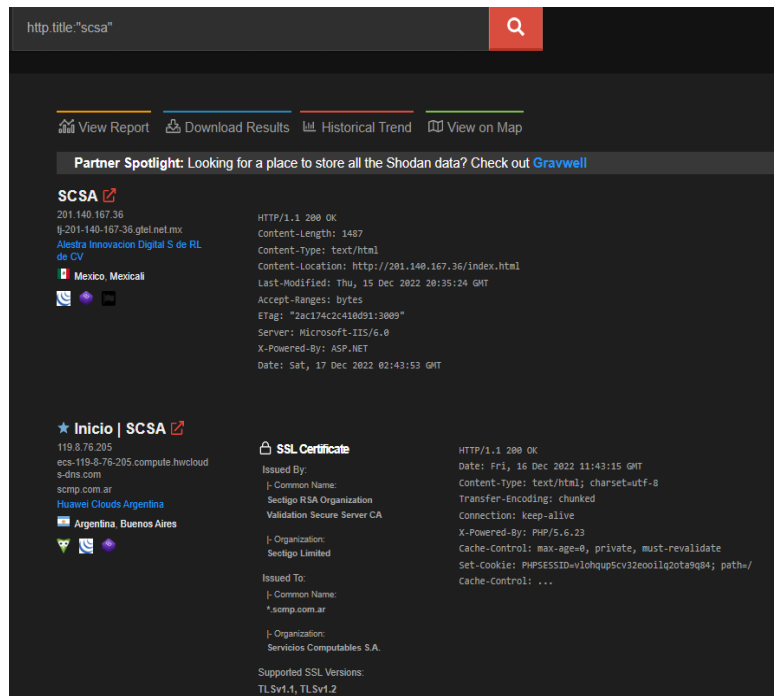 http.title:"scsa"
View Report Download Results Historical Trend View on Map
Partner Spotlight: Looking for a place to store all the Shodan data? Check out Gravwell
SCSA
201.140.167.36
tj-201-140-167-36.gtel.net.mx
Alestra Innovacion Digital S de RL
de CV
Mexico, Mexicali
HTTP/1.1 200 OK
Content-Length: 1487
Content-Type: text/html
Content-Location: http://201.140.167.36/index.html
Last-Modified: Thu, 15 Dec 2022 20:35:24 GMT
Accept-Ranges: bytes
ETag: "2ac174c2c410d91:3009"
Server: Microsoft-IIS/6.0
X-Powered-By: ASP.NET
Date: Sat, 17 Dec 2022 02:43:53 GMT
Inicio | SCSA
119.8.76.205
ecs-119-8-76-205.compute.hwcloud
s-dns.com
scmp.com.ar
Huawei Clouds Argentina
Argentina, Buenos Aires
SSL Certificate
Issued By:
|- Common Name:
Sectigo RSA Organization
Validation Secure Server CA
|- Organization:
Sectigo Limited
Issued To:
|- Common Name:
*.scmp.com.ar
|- Organization:
Servicios Computables S.A.
Supported SSL Versions:
TLSv1.1, TLSv1.2
HTTP/1.1 200 OK
Date: Fri, 16 Dec 2022 11:43:15 GMT
Content-Type: text/html; charset=utf-8
Transfer-Encoding: chunked
Connection: keep-alive
X-Powered-By: PHP/5.6.23
Cache-Control: max-age=0, private, must-revalidate
Set-Cookie: PHPSESSID=vlohqup5cv32eooilq2ota9q84; path=/
Cache-Control: ...